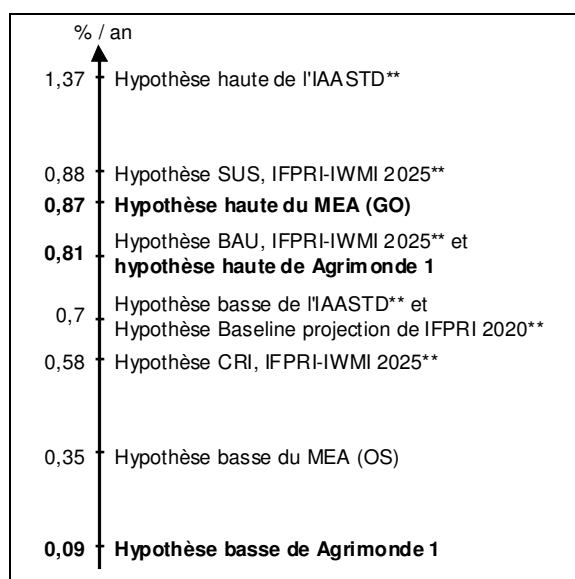 % / an
1,37 Hypothèse haute de l'IAASTD**
0,88 Hypothèse SUS, IFPRI-IWMI 2025**
0,87 Hypothèse haute du MEA (GO)
0,81 Hypothèse BAU, IFPRI-IWMI 2025** et
hypothèse haute de Agrimonde 1
0,7 Hypothèse basse de l'IAASTD** et
Hypothèse Baseline projection de IFPRI 2020**
0,58 Hypothèse CRI, IFPRI-IWMI 2025**
0,35 Hypothèse basse du MEA (OS)
0,09 Hypothèse basse de Agrimonde 1